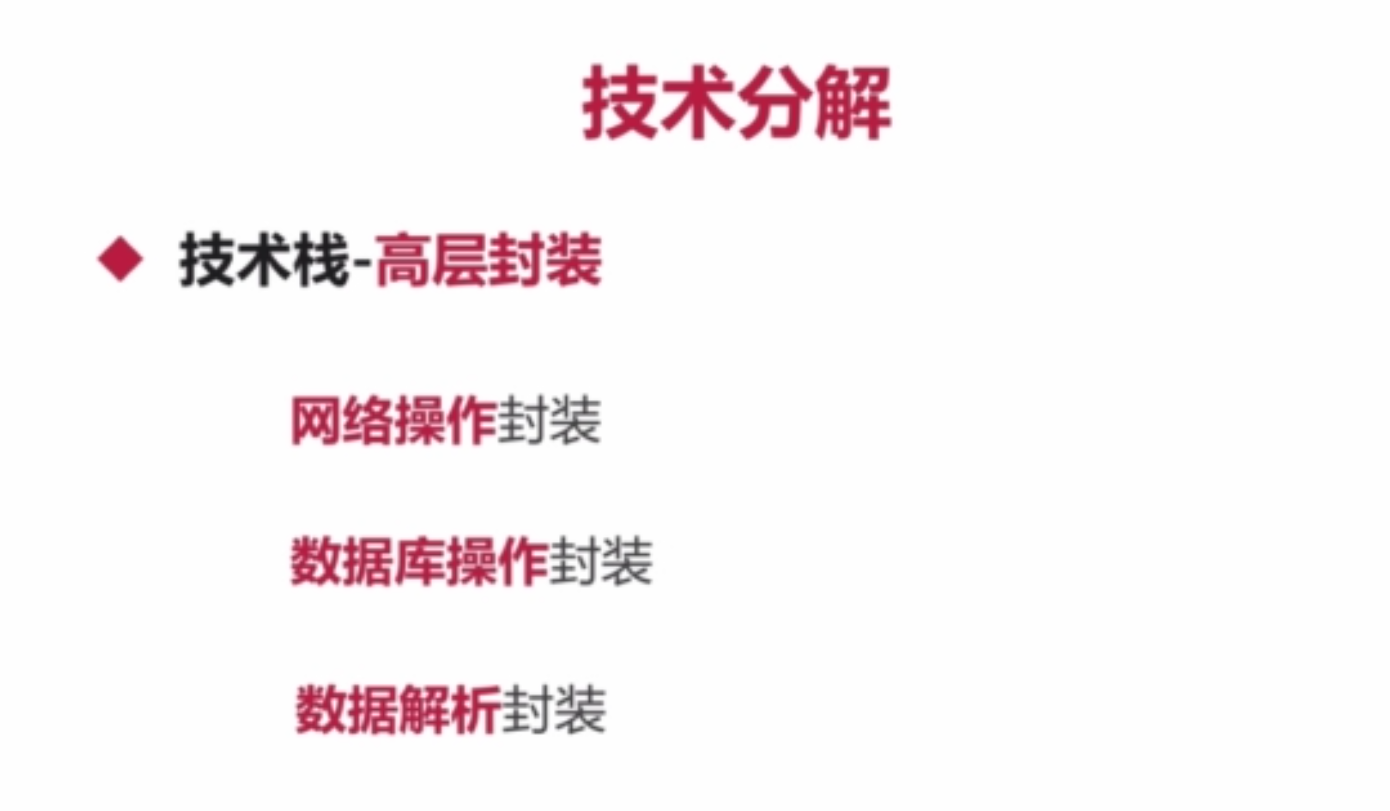 技术分解
技术栈-高层封装
网络操作封装
数据库操作封装
数据解析封装